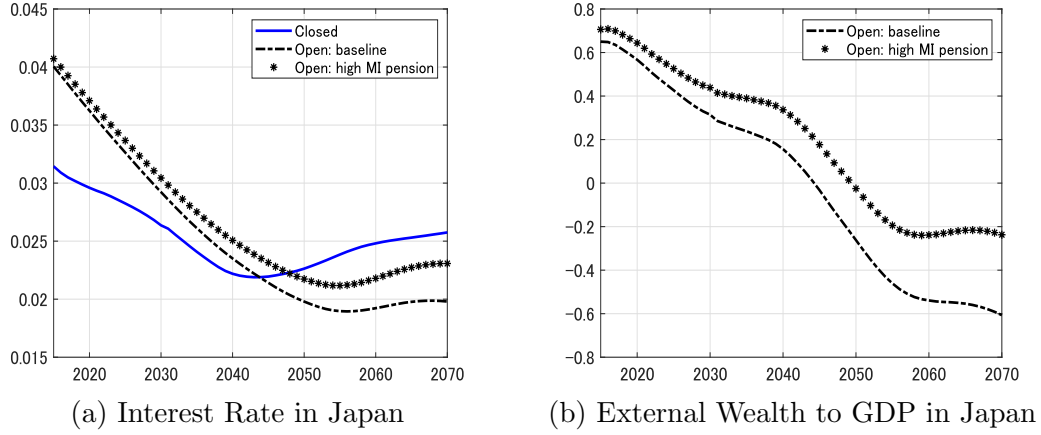 0.045
0.04
0.035
0.03
0.025
0.02
0.015
2020 2030 2040 2050 2060 2070
Closed
Open: baseline
Open: high MI pension
(a) Interest Rate in Japan
0.8
0.6
0.4
0.2
0
-0.2
-0.4
-0.6
-0.8
2020 2030 2040 2050 2060 2070
Open: baseline
Open: high MI pension
(b) External Wealth to GDP in Japan